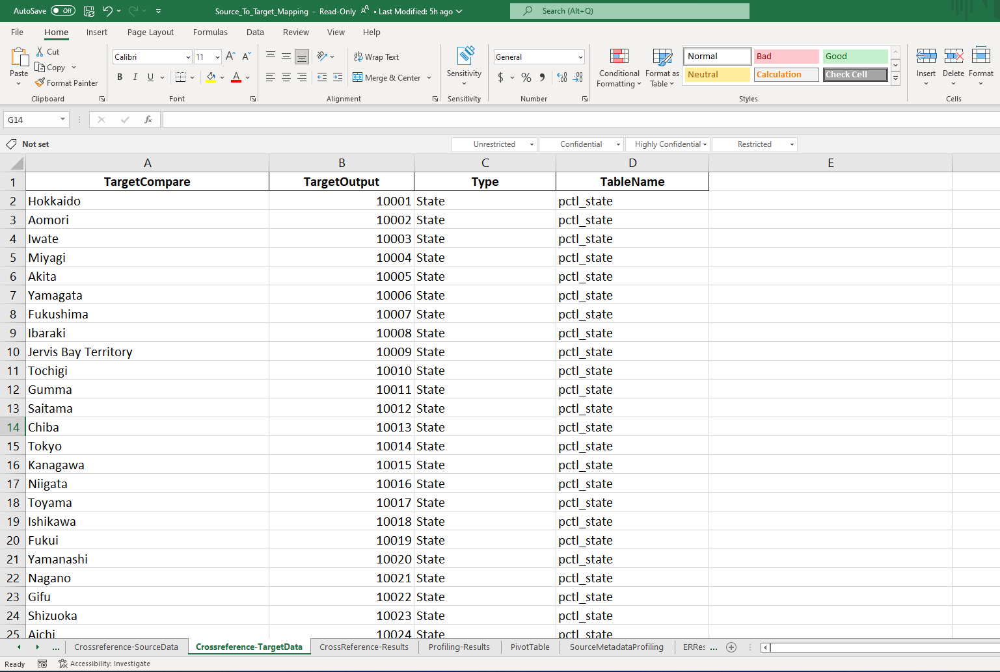 AutoSave Off Source_To_Target_Mapping - Read-Only • Last Modified: 5h ago Search (Alt+Q)
File Home Insert Page Layout Formulas Data Review View Help
Paste Cut Copy Format Painter
Calibri 11
B I U A A A
ab Wrap Text
Merge & Center
Sensitivity
General
$ % 9 .00 .00
Conditional Formatting
Format as Table
Normal Bad Good
Neutral Calculation Check Cell
Insert Delete Format
Clipboard Font Alignment Sensitivity Number Styles Cells
G14 fx
Not set Unrestricted Confidential Highly Confidential Restricted
A B C D E
1 TargetCompare TargetOutput Type TableName
2 Hokkaido 10001 State pctl_state
3 Aomori 10002 State pctl_state
4 Iwate 10003 State pctl_state
5 Miyagi 10004 State pctl_state
6 Akita 10005 State pctl_state
7 Yamagata 10006 State pctl_state
8 Fukushima 10007 State pctl_state
9 Ibaraki 10008 State pctl_state
10 Jervis Bay Territory 10009 State pctl_state
11 Tochigi 10010 State pctl_state
12 Gumma 10011 State pctl_state
13 Saitama 10012 State pctl_state
14 Chiba 10013 State pctl_state
15 Tokyo 10014 State pctl_state
16 Kanagawa 10015 State pctl_state
17 Niigata 10016 State pctl_state
18 Toyama 10017 State pctl_state
19 Ishikawa 10018 State pctl_state
20 Fukui 10019 State pctl_state
21 Yamanashi 10020 State pctl_state
22 Nagano 10021 State pctl_state
23 Gifu 10022 State pctl_state
24 Shizuoka 10023 State pctl_state
25 Aichi 10024 State pctl_state
... Crossreference-SourceData Crossreference-TargetData CrossReference-Results Profiling-Results PivotTable SourceMetadataProfiling ERRes ...
Ready Accessibility: Investigate